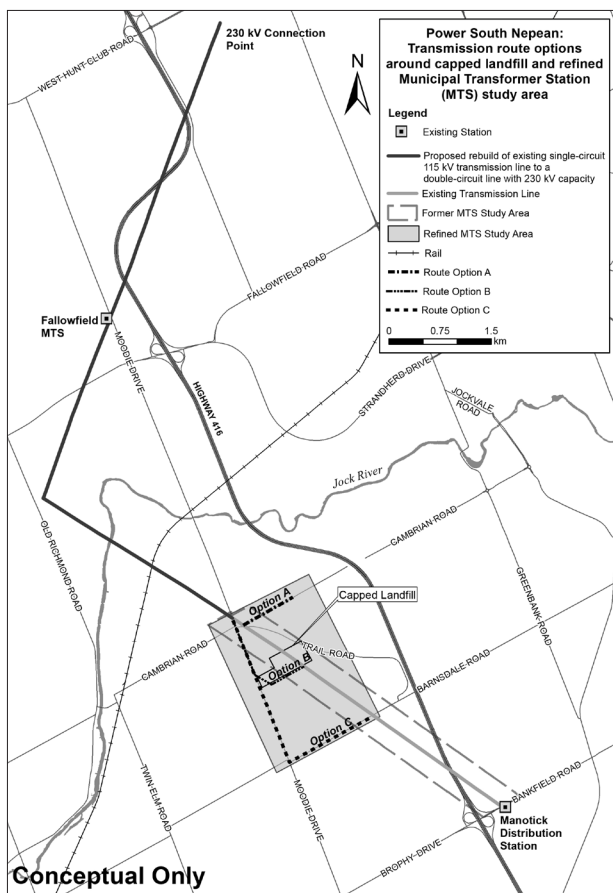 230 kV Connection
Point
WEST HUNT CLUB ROAD
N
Power South Nepean:
Transmission route options
around capped landfill and refined
Municipal Transformer Station
(MTS) study area
Legend
Existing Station
Proposed rebuild of existing single-circuit
115 kV transmission line to a
double-circuit line with 230 kV capacity
Existing Transmission Line
Former MTS Study Area
Refined MTS Study Area
Rail
Route Option A
Route Option B
Route Option C
0 0.75 1.5
km
FALLOWFIELD ROAD
Fallowfield
MTS
MOODIE DRIVE
HIGHWAY 416
STRANDHERD DRIVE
JOCKVALE
ROAD
Jock River
OLD RICHMOND ROAD
CAMBRIAN ROAD
GREENBANK ROAD
Option A
Capped Landfill
TRAIL ROAD
CAMBRIAN ROAD
Option B
BARNSDALE ROAD
Option C
TWIN ELM ROAD
MOODIE DRIVE
BANKFIELD ROAD
Manotick
Distribution
Station
BROPHY DRIVE
Conceptual Only